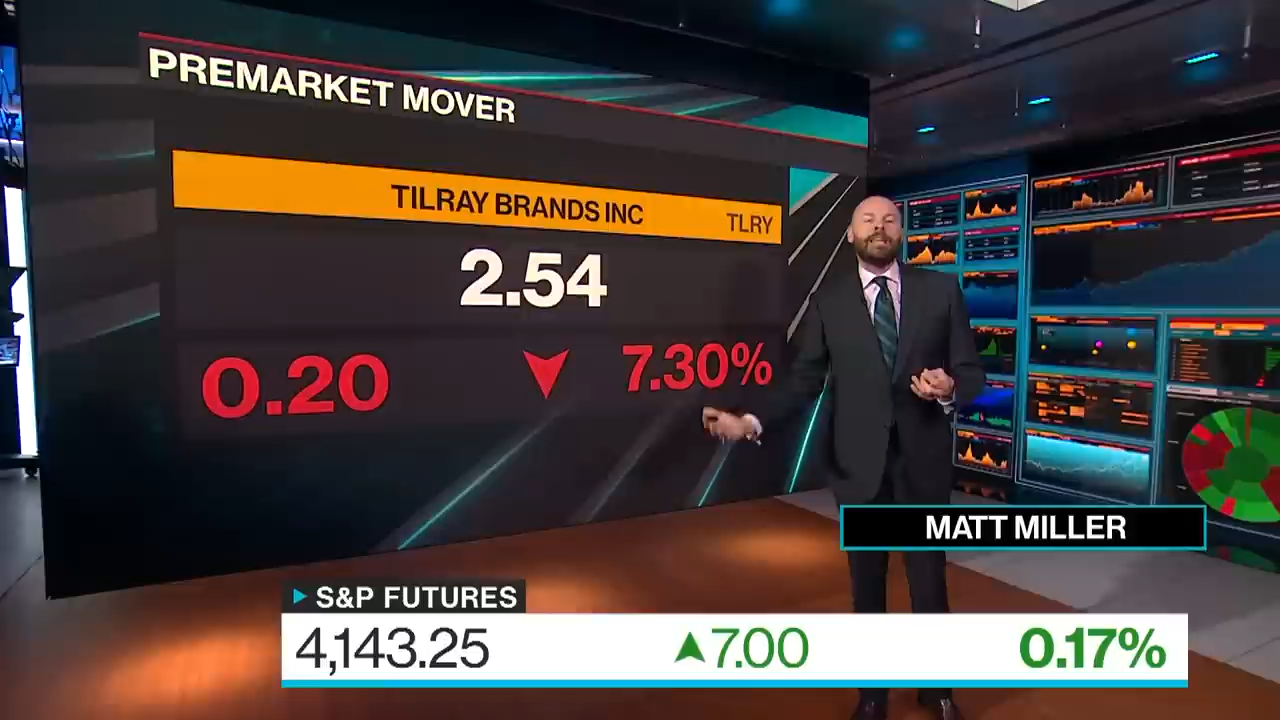 PREMARKET MOVER
TILRAY BRANDS INC TLRY
2.54
0.20 7.30%
MATT MILLER
S&P FUTURES
4,143.25 7.00 0.17%